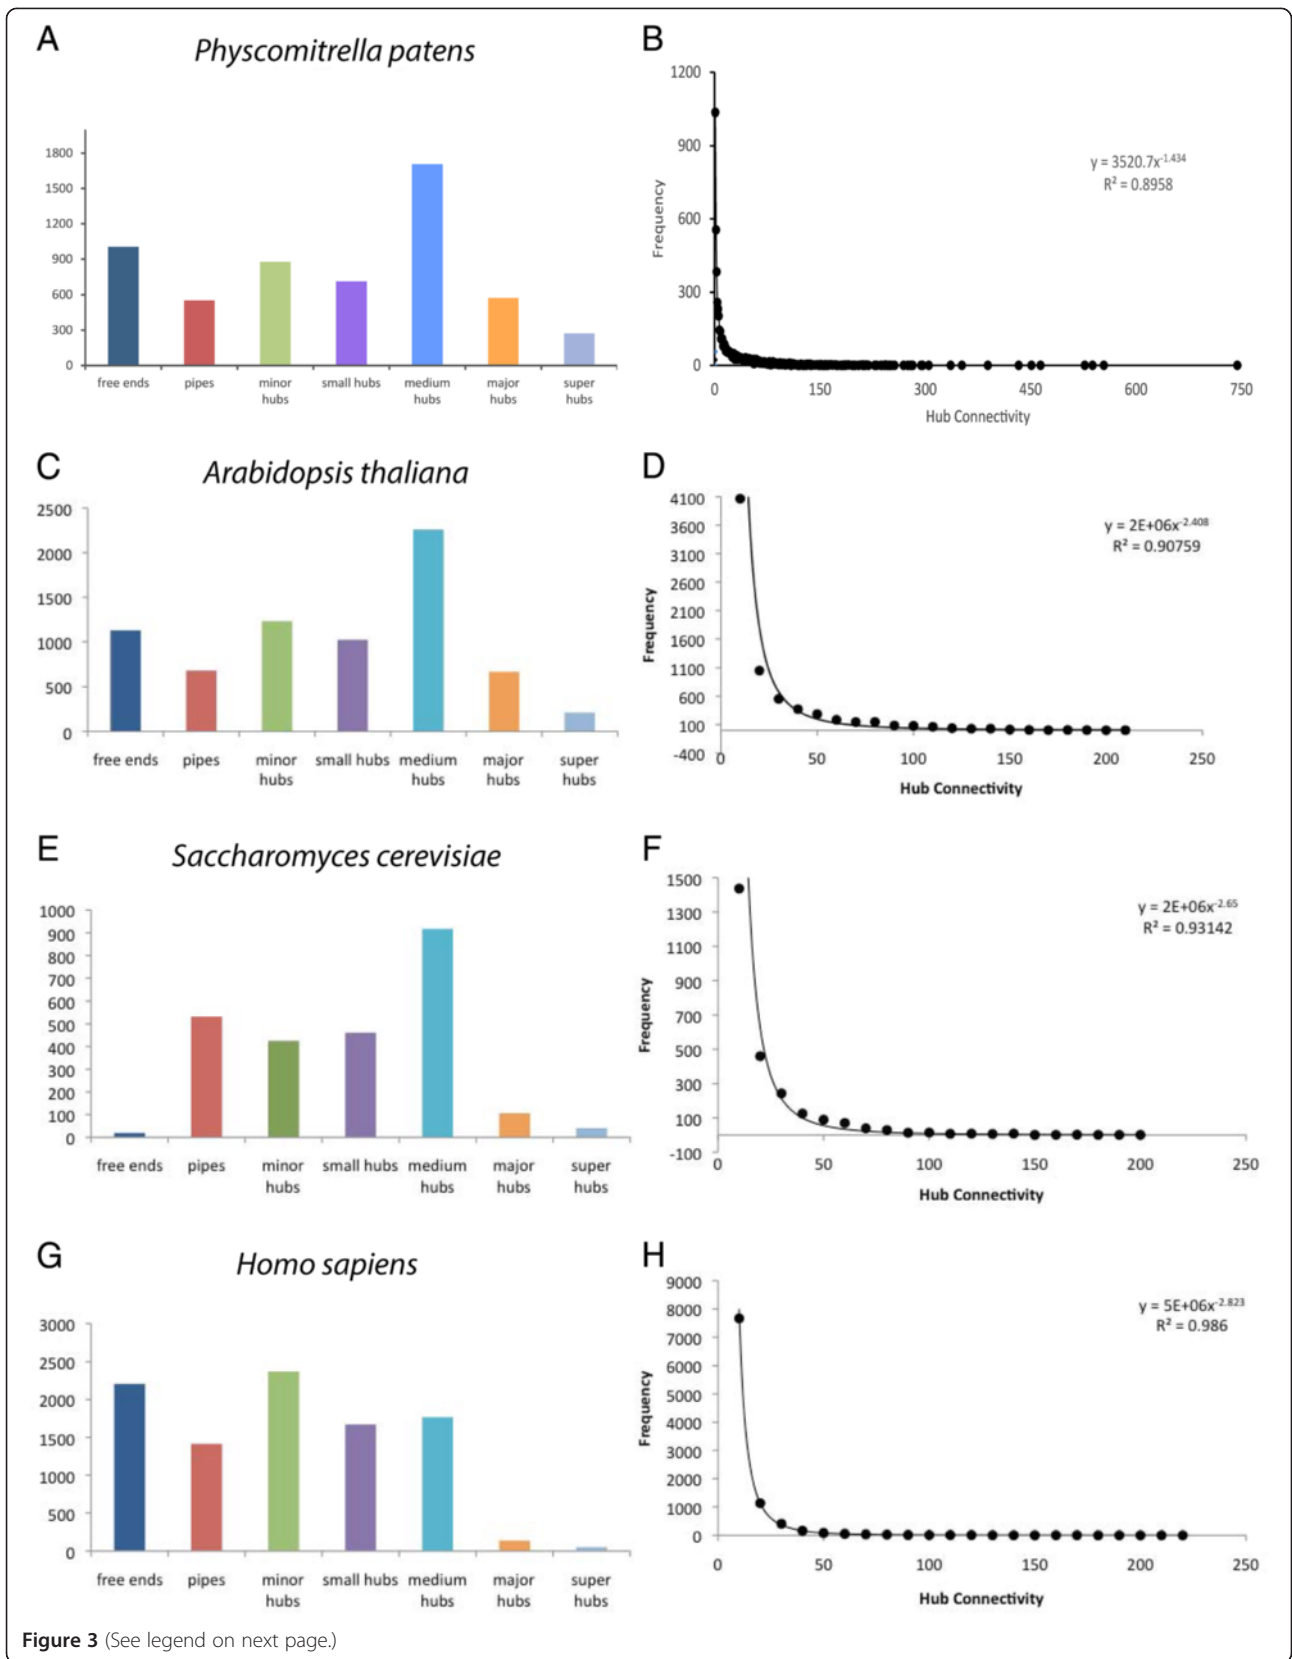 A
Physcomitrella patens
1800
1500
1200
900
600
300
0
free ends pipes minor hubs small hubs medium hubs major hubs super hubs
B
1200
900
600
300
0
Frequency
y = 3520.7x-1.434
R² = 0.8958
0 150 300 450 600 750
Hub Connectivity
C
Arabidopsis thaliana
2500
2000
1500
1000
500
0
free ends pipes minor hubs small hubs medium hubs major hubs super hubs
D
4100
3600
3100
2600
2100
1600
1100
600
100
-400
Frequency
y = 2E+06x-2.408
R² = 0.90759
0 50 100 150 200 250
Hub Connectivity
E
Saccharomyces cerevisiae
1000
900
800
700
600
500
400
300
200
100
0
free ends pipes minor hubs small hubs medium hubs major hubs super hubs
F
1500
1300
1100
900
700
500
300
100
-100
Frequency
y = 2E+06x-2.65
R² = 0.93142
0 50 100 150 200 250
Hub Connectivity
G
Homo sapiens
3000
2500
2000
1500
1000
500
0
free ends pipes minor hubs small hubs medium hubs major hubs super hubs
H
9000
8000
7000
6000
5000
4000
3000
2000
1000
0
Frequency
y = 5E+06x-2.823
R² = 0.986
0 50 100 150 200 250
Hub Connectivity
Figure 3 (See legend on next page.)